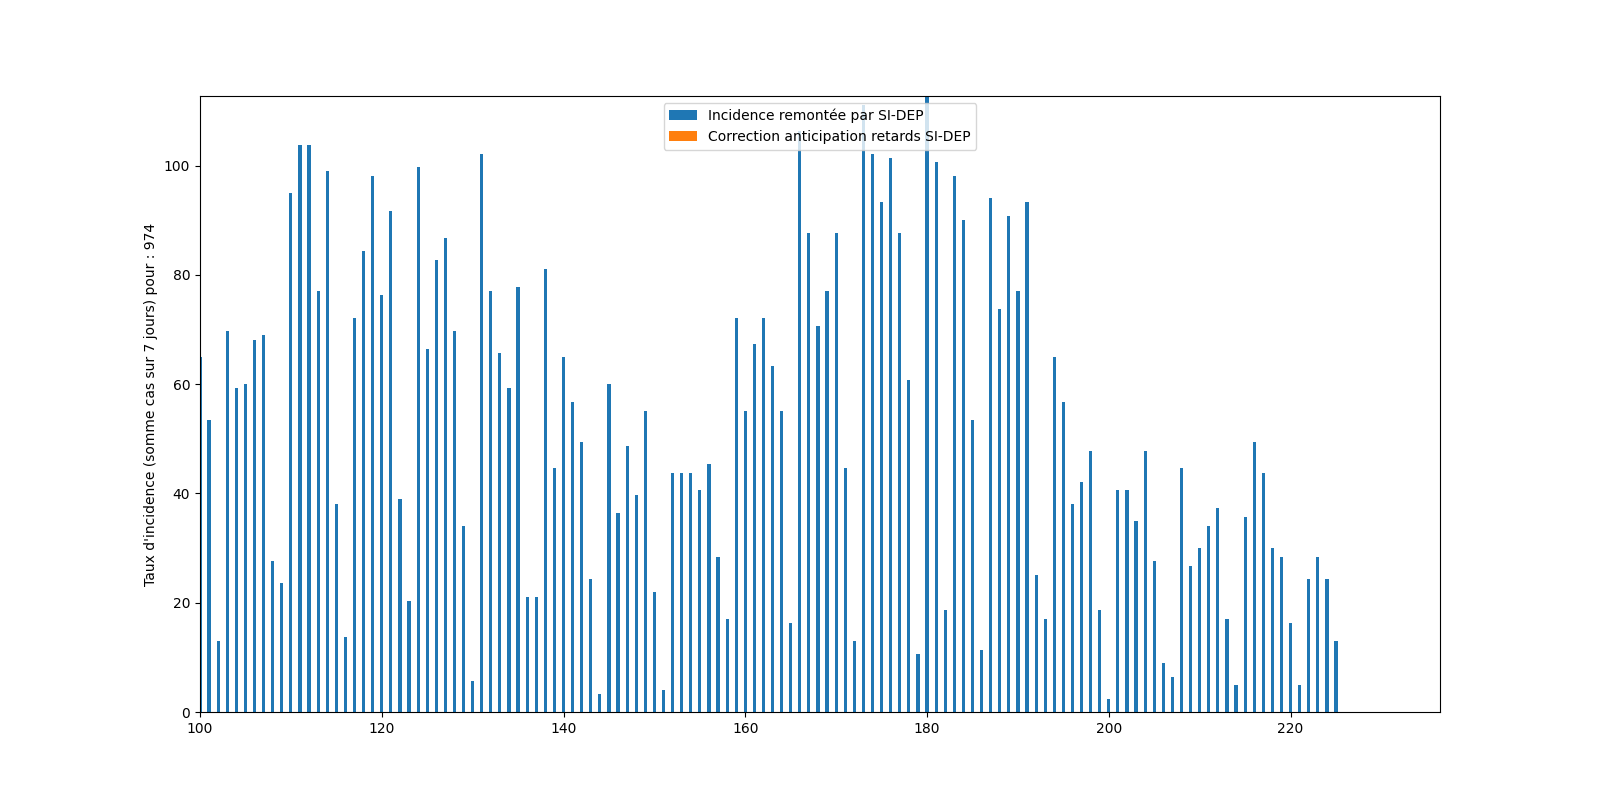 Incidence remontée par SI-DEP
Correction anticipation retards SI-DEP
Taux d'incidence (somme cas sur 7 jours) pour : 974
100
80
60
40
20
0
100 120 140 160 180 200 220